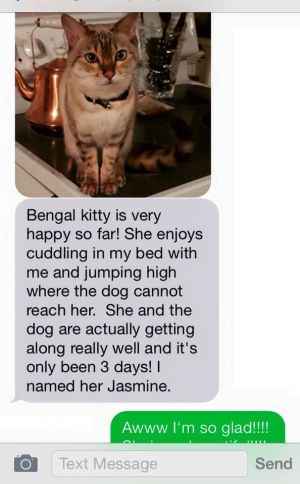 Bengal kitty is very
happy so far! She enjoys
cuddling in my bed with
me and jumping high
where the dog cannot
reach her.  She and the
dog are actually getting
along really well and it's
only been 3 days! I
named her Jasmine.
Awww I'm so glad!!!!
Text Message
Send